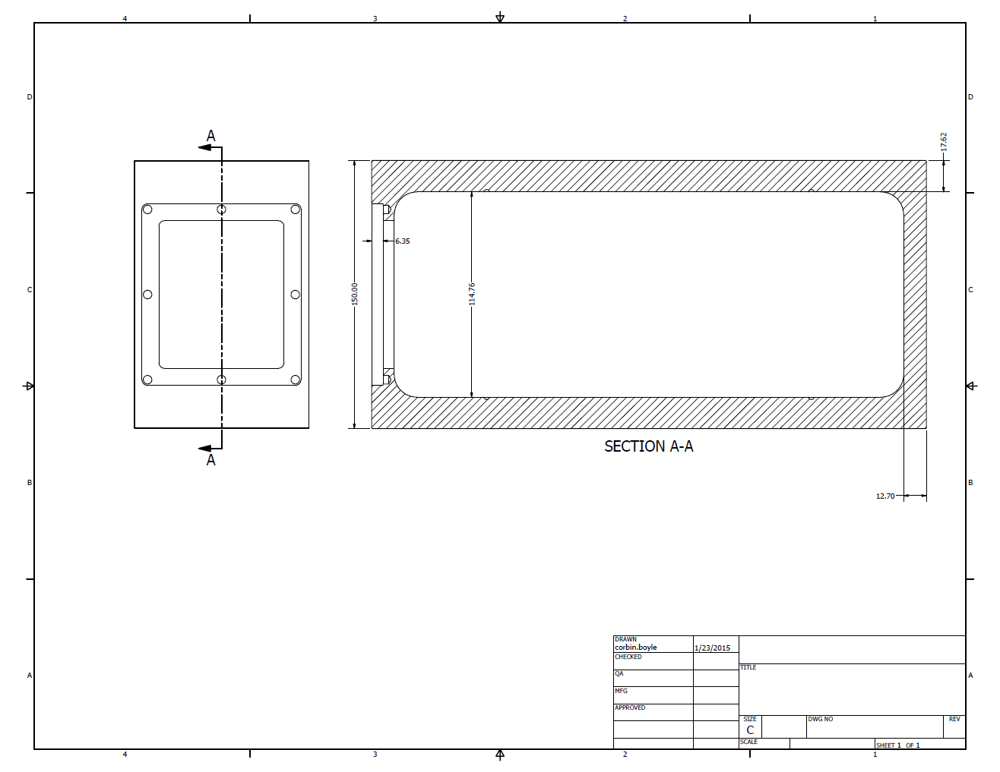 4 3 2 1
D D
A
17.62
6.35
150.00
114.76
C C
SECTION A-A
A
B B
12.70
DRAWN
corbin.boyle 1/23/2015
CHECKED
TITLE
QA
A A
MFG
APPROVED
SIZE DWG NO REV
C
SCALE
SHEET 1 OF 1
4 3 2 1